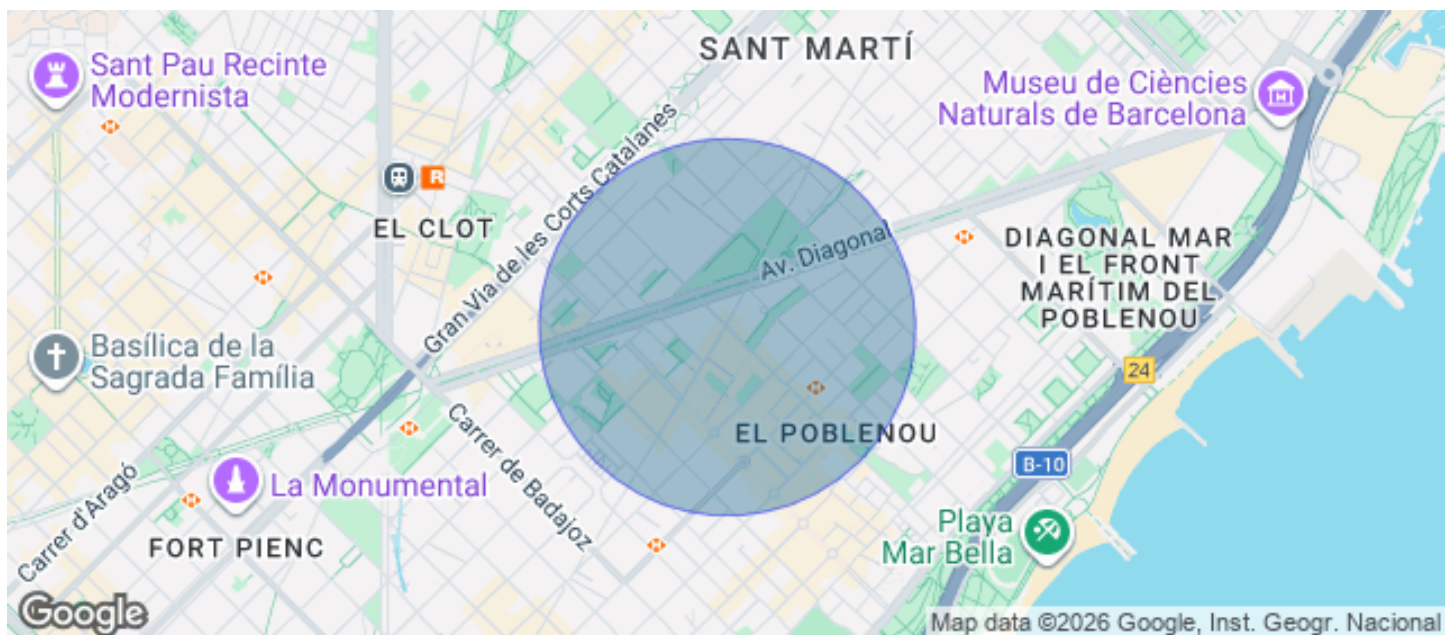 SANT MARTÍ
Sant Pau Recinte
Modernista
Museu de Ciències
Naturals de Barcelona
Gran Via de les Corts Catalanes
R
EL CLOT
Av. Diagonal
DIAGONAL MAR
I EL FRONT
MARÍTIM DEL
POBLENOU
Basílica de la
Sagrada Família
24
EL POBLENOU
Carrer de Badajoz
B-10
Carrer d'Aragó
La Monumental
Playa
Mar Bella
FORT PIENC
Google
Map data ©2026 Google, Inst. Geogr. Nacional